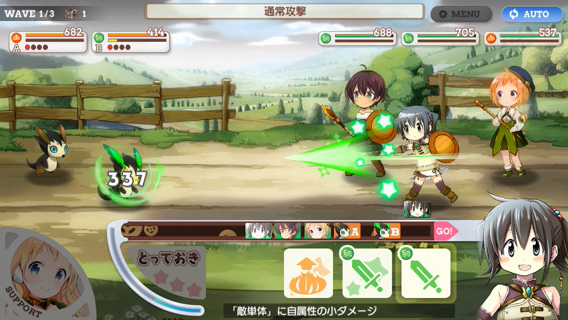 WAVE 1/3
1
通常攻撃
MENU
AUTO
682
A
414
B
688
705
537
337
A
B
GO!
とっておき
SUPPORT
「敵単体」に自属性の小ダメージ